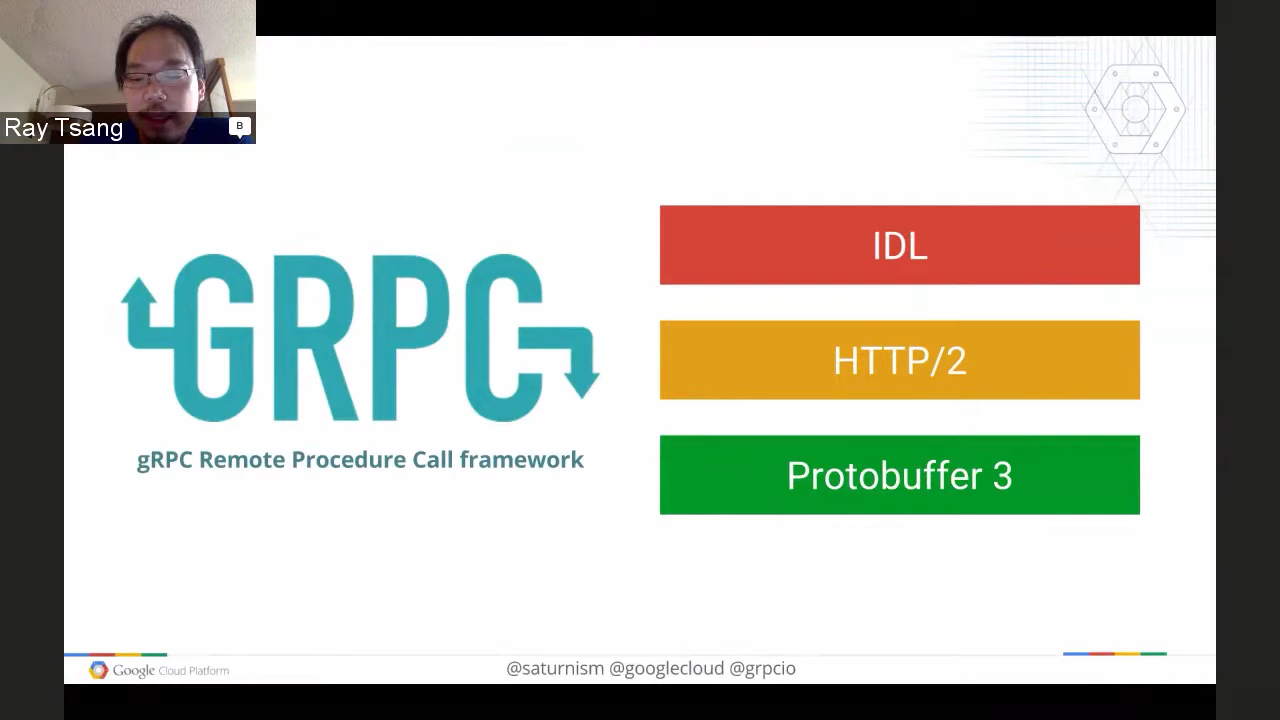 Ray Tsang
B
GRPC
gRPC Remote Procedure Call framework
IDL
HTTP/2
Protobuffer 3
Google Cloud Platform
@saturnism @googlecloud @grpcio